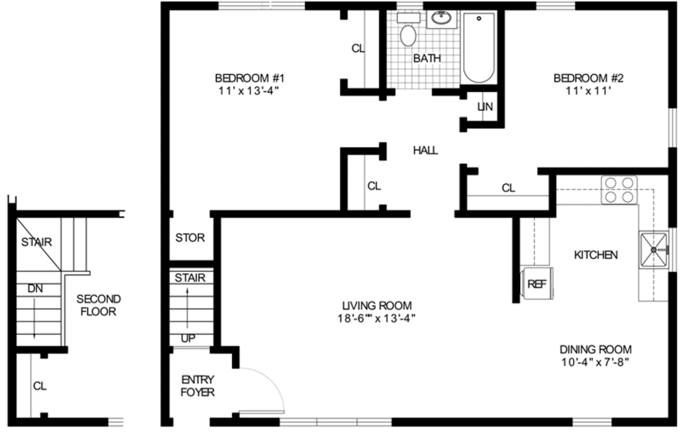 CL
BATH
BEDROOM #1
11' x 13'-4"
BEDROOM #2
11' x 11'
LIN
HALL
CL
CL
STOR
STAIR
STAIR
DN
UP
SECOND
FLOOR
KITCHEN
REF
LIVING ROOM
18'-6"" x 13'-4"
DINING ROOM
10'-4" x 7'-8"
ENTRY
FOYER
CL